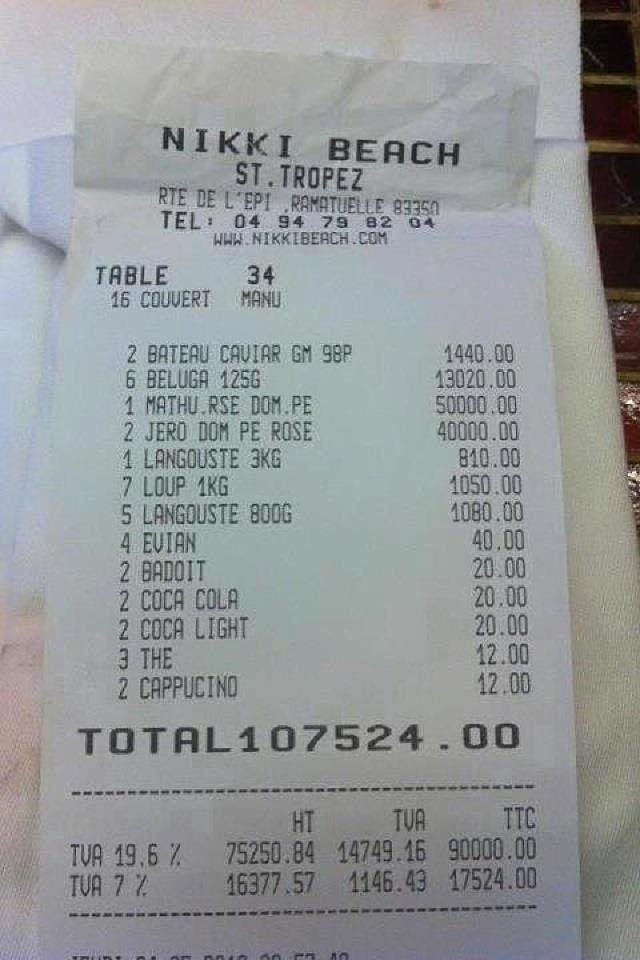 NIKKI BEACH
ST.TROPEZ
RTE DE L'EPI ,RAMATUELLE 83350
TEL: 04 94 79 82 04
WWW.NIKKIBEACH.COM
TABLE 34
16 COUVERT MANU
2 BATEAU CAVIAR GM 98P 1440.00
6 BELUGA 125G 13020.00
1 MATHU.RSE DOM.PE 50000.00
2 JERO DOM PE ROSE 40000.00
1 LANGOUSTE 3KG 810.00
7 LOUP 1KG 1050.00
5 LANGOUSTE 800G 1080.00
4 EVIAN 40.00
2 BADOIT 20.00
2 COCA COLA 20.00
2 COCA LIGHT 20.00
3 THE 12.00
2 CAPPUCINO 12.00
TOTAL107524.00
HT TVA TTC
TVA 19.6 % 75250.84 14749.16 90000.00
TVA 7 % 16377.57 1146.43 17524.00